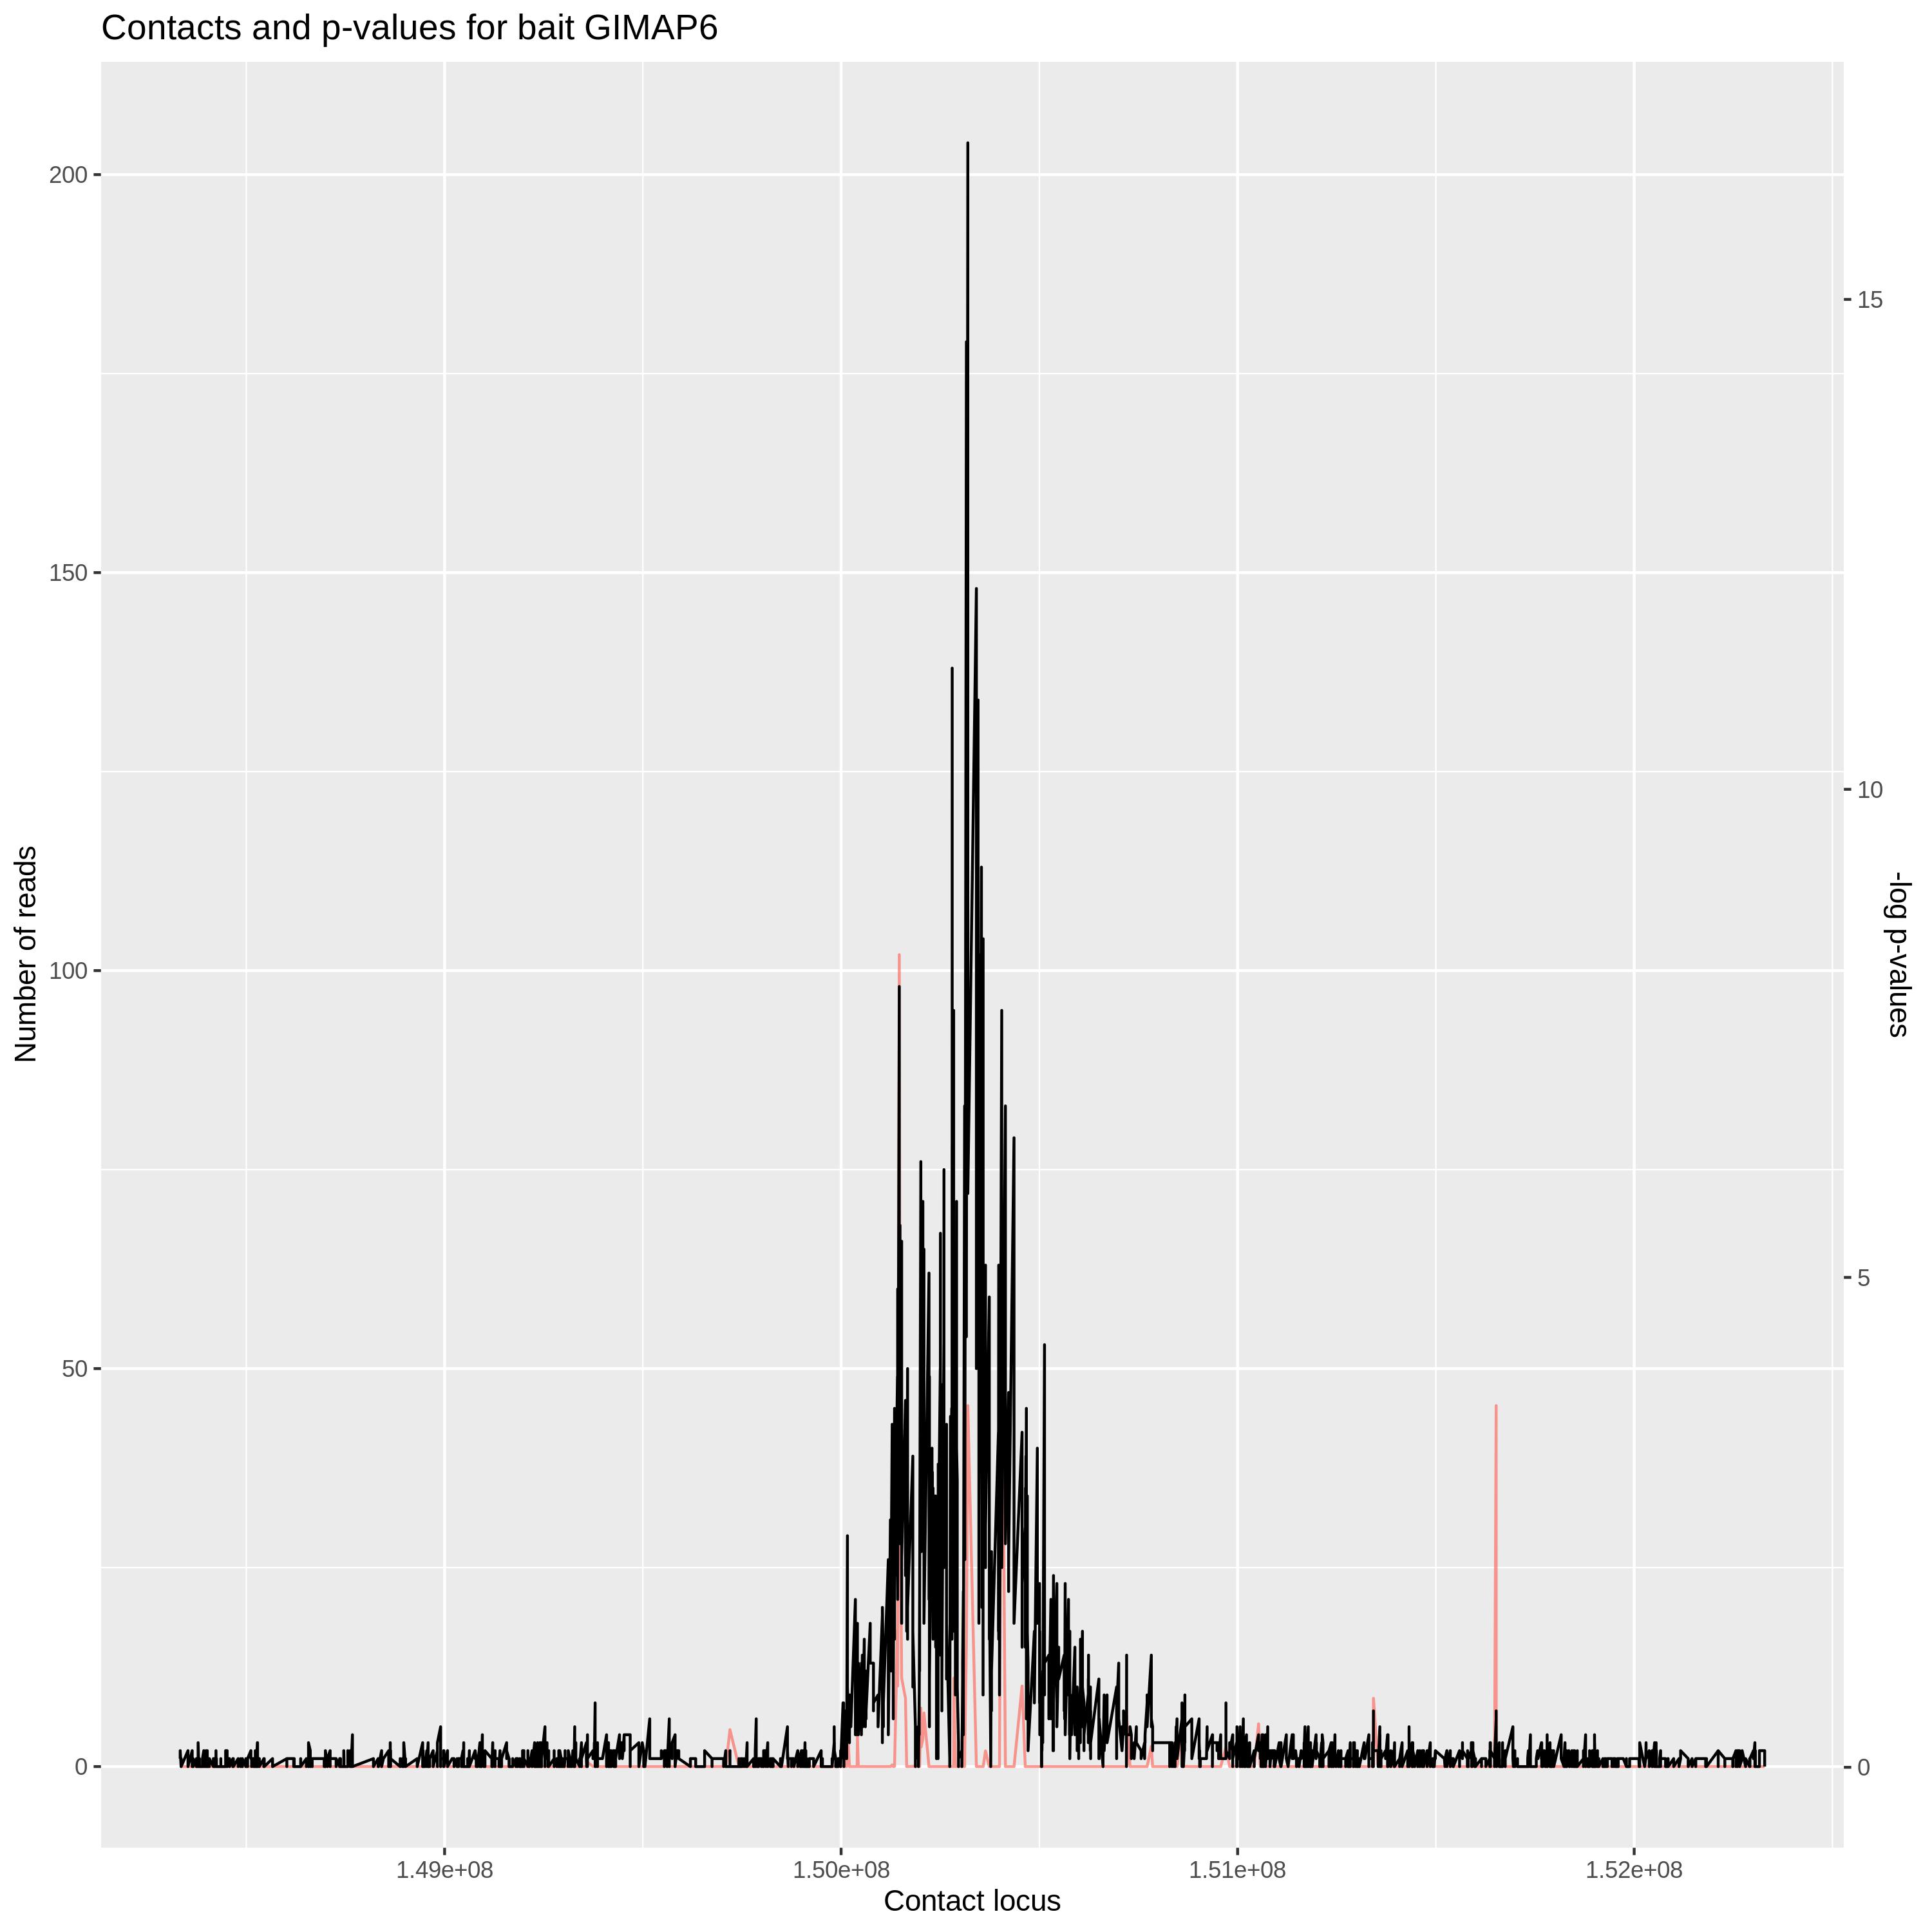 Contacts and p-values for bait GIMAP6
200
150
100
50
0
Number of reads
15
10
5
0
-log p-values
1.49e+08 1.50e+08 1.51e+08 1.52e+08
Contact locus